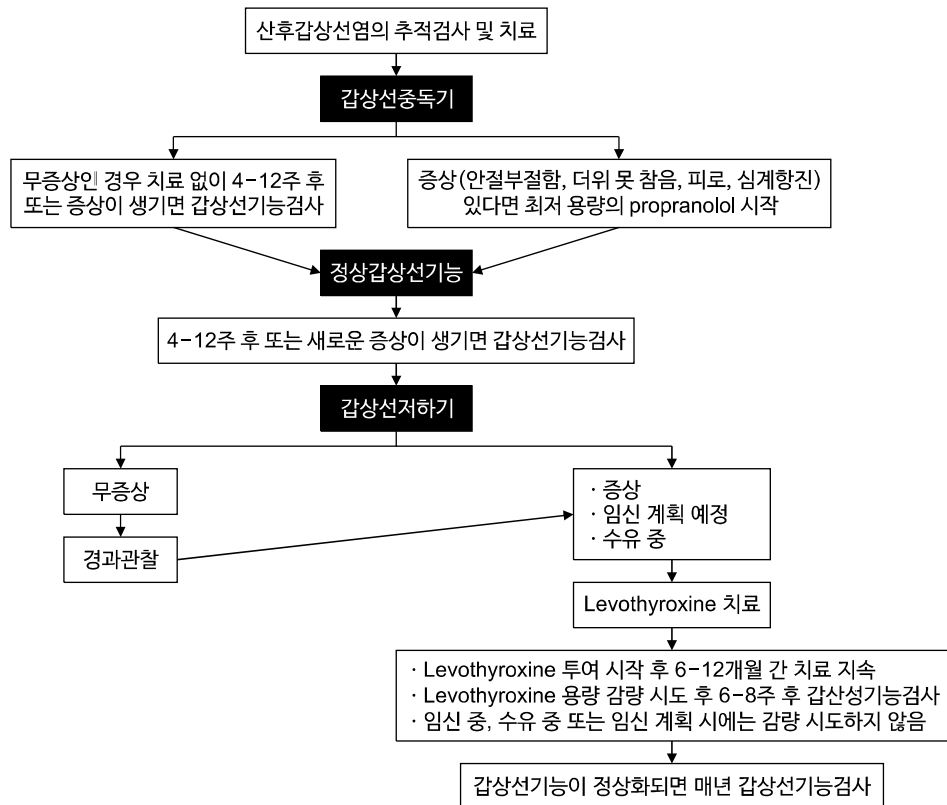 산후갑상선염의 추적검사 및 치료
갑상선중독기
무증상인 경우 치료 없이 4-12주 후
또는 증상이 생기면 갑상선기능검사
증상(안절부절함, 더위 못 참음, 피로, 심계항진)
있다면 최저 용량의 propranolol 시작
정상갑상선기능
4-12주 후 또는 새로운 증상이 생기면 갑상선기능검사
갑상선저하기
무증상
경과관찰
· 증상
· 임신 계획 예정
· 수유 중
Levothyroxine 치료
· Levothyroxine 투여 시작 후 6-12개월 간 치료 지속
· Levothyroxine 용량 감량 시도 후 6-8주 후 갑산성기능검사
· 임신 중, 수유 중 또는 임신 계획 시에는 감량 시도하지 않음
갑상선기능이 정상화되면 매년 갑상선기능검사